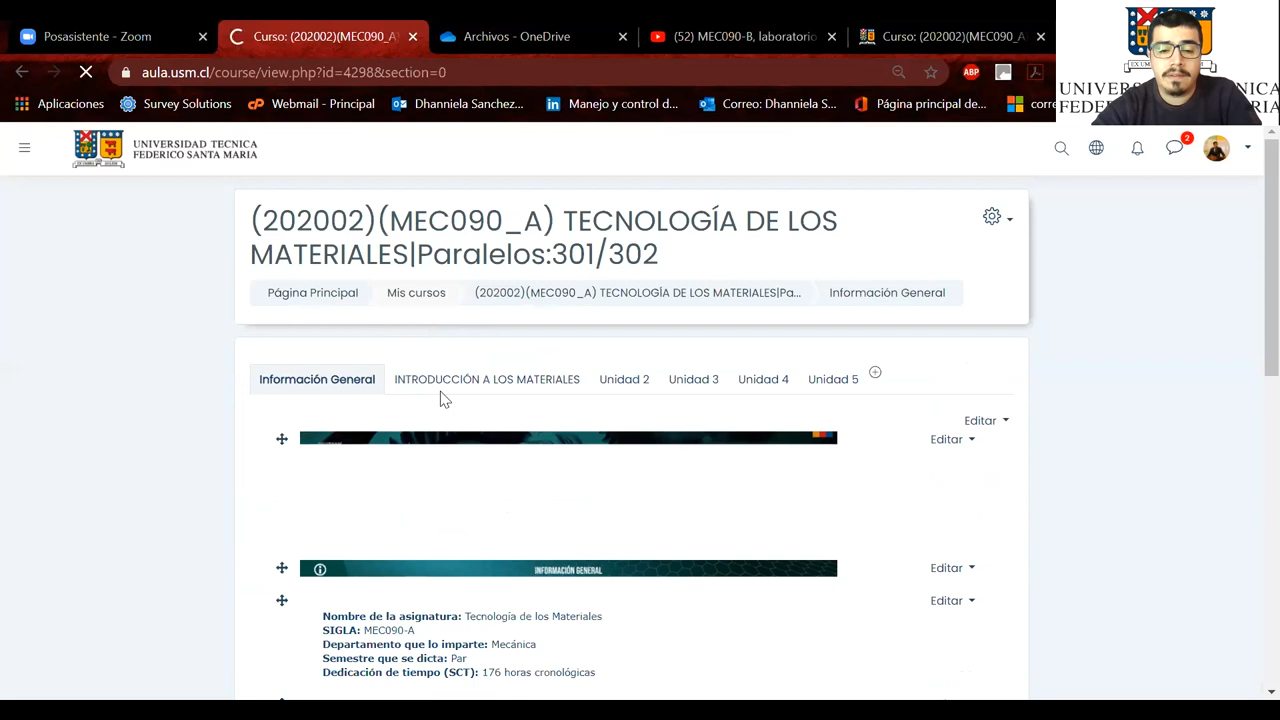 Posasistente - Zoom
Curso: (202002)(MEC090_A)
Archivos - OneDrive
(52) MEC090-B, laboratorio
Curso: (202002)(MEC090_A
aula.usm.cl/course/view.php?id=4298&section=0
ABP
Aplicaciones
Survey Solutions
Webmail - Principal
Dhanniela Sanchez...
Manejo y control d...
Correo: Dhanniela S...
Página principal de...
UNIVERSIDAD TECNICA
FEDERICO SANTA MARIA
2
(202002)(MEC090_A) TECNOLOGÍA DE LOS
MATERIALES|Paralelos:301/302
Página Principal
Mis cursos
(202002)(MEC090_A) TECNOLOGÍA DE LOS MATERIALES|Pa...
Información General
Información General
INTRODUCCIÓN A LOS MATERIALES
Unidad 2
Unidad 3
Unidad 4
Unidad 5
Editar
Editar
INFORMACIÓN GENERAL
Editar
Editar
Nombre de la asignatura: Tecnología de los Materiales
SIGLA: MEC090-A
Departamento que lo imparte: Mecánica
Semestre que se dicta: Par
Dedicación de tiempo (SCT): 176 horas cronológicas